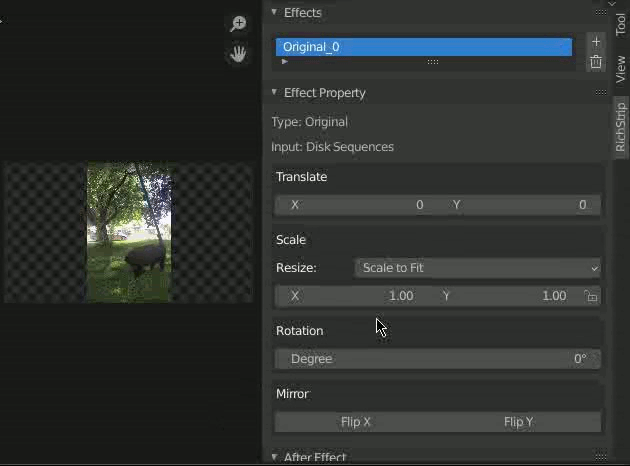 Effects
Original_0
Effect Property
Type: Original
Input: Disk Sequences
Translate
X 0 Y 0
Scale
Resize: Scale to Fit
X 1.00 Y 1.00
Rotation
Degree 0°
Mirror
Flip X Flip Y
After Effect
Tool
View
RichStrip